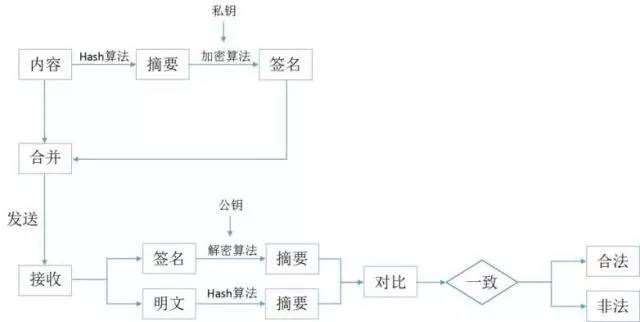 私钥
内容
Hash算法
摘要
加密算法
签名
合并
发送
公钥
接收
签名
解密算法
摘要
明文
Hash算法
摘要
对比
一致
合法
非法